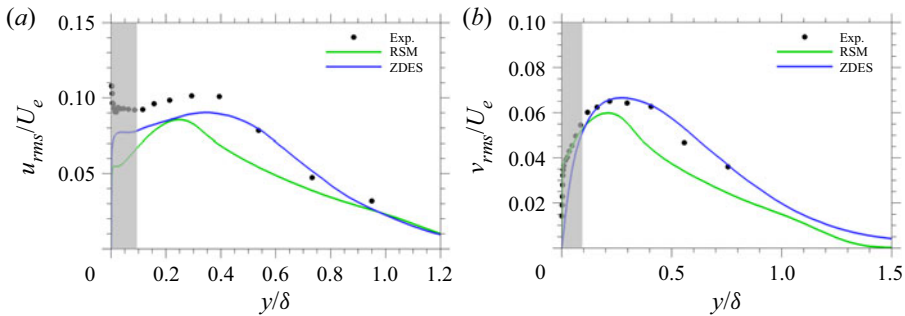 (a)
0.15
0.10
0.05
0
0.2
0.4
0.6
0.8
1.0
1.2
u_rms/U_e
y/δ
Exp.
RSM
ZDES
(b)
0.10
0.08
0.06
0.04
0.02
0
0.5
1.0
1.5
v_rms/U_e
y/δ
Exp.
RSM
ZDES